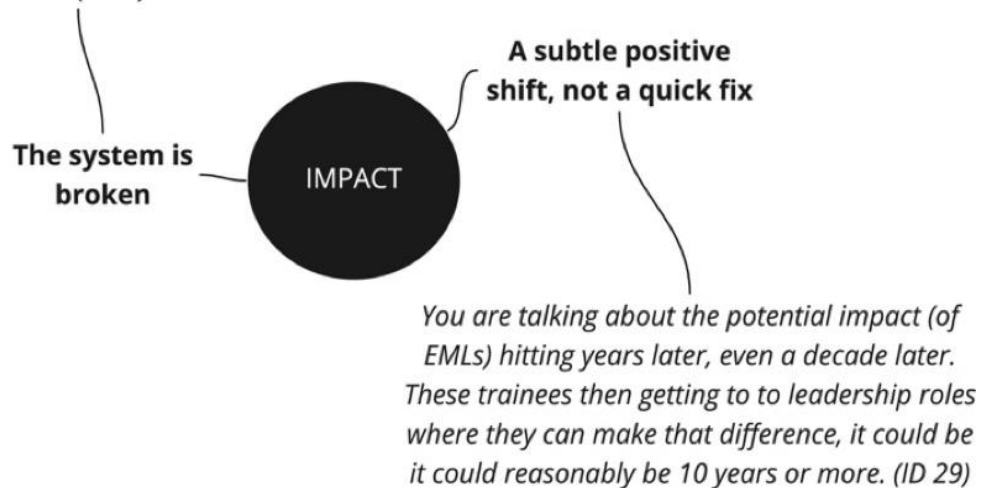 The system is
broken
IMPACT
A subtle positive
shift, not a quick fix
You are talking about the potential impact (of
EMLs) hitting years later, even a decade later.
These trainees then getting to to leadership roles
where they can make that difference, it could be
it could reasonably be 10 years or more. (ID 29)